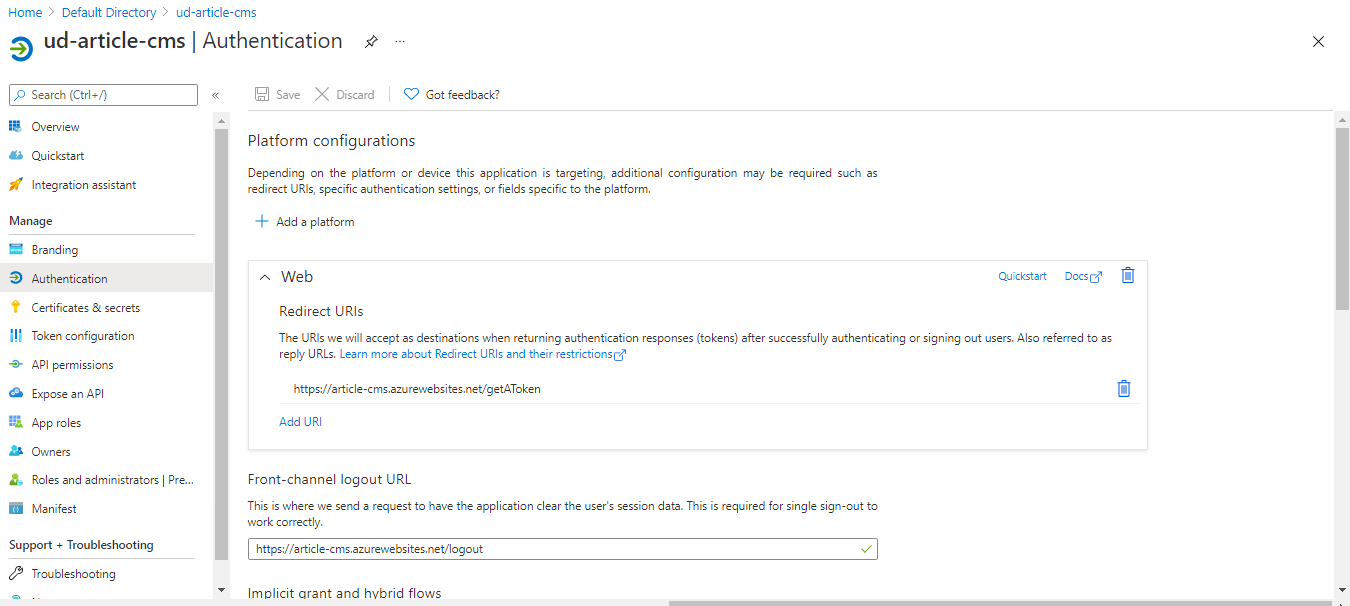 Home > Default Directory > ud-article-cms
ud-article-cms | Authentication
Search (Ctrl+/)
«
Save
Discard
Got feedback?
Overview
Quickstart
Integration assistant
Manage
Branding
Authentication
Certificates & secrets
Token configuration
API permissions
Expose an API
App roles
Owners
Roles and administrators | Pre...
Manifest
Support + Troubleshooting
Troubleshooting
Platform configurations
Depending on the platform or device this application is targeting, additional configuration may be required such as
redirect URIs, specific authentication settings, or fields specific to the platform.
Add a platform
Web
Quickstart
Docs
Redirect URIs
The URIs we will accept as destinations when returning authentication responses (tokens) after successfully authenticating or signing out users. Also referred to as
reply URLs. Learn more about Redirect URIs and their restrictions
https://article-cms.azurewebsites.net/getAToken
Add URI
Front-channel logout URL
This is where we send a request to have the application clear the user's session data. This is required for single sign-out to
work correctly.
https://article-cms.azurewebsites.net/logout
Implicit grant and hybrid flows